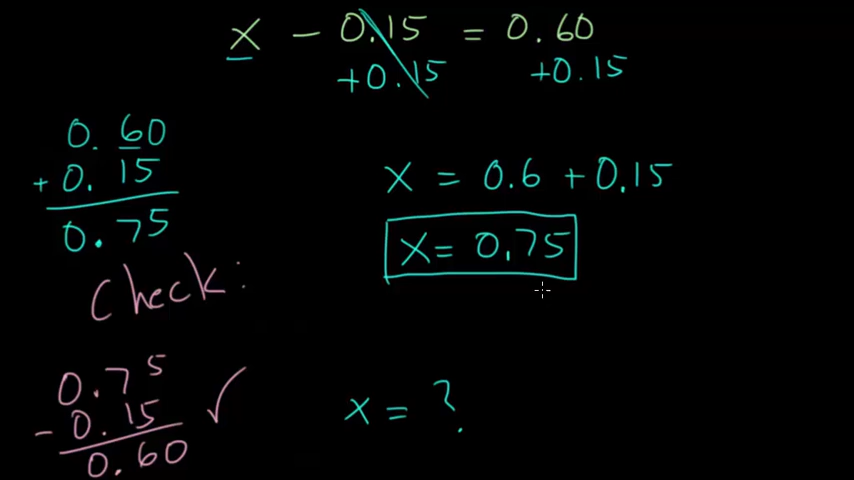 x - 0.15 = 0.60
+0.15 +0.15
0.60
+ 0.15
0.75
x = 0.6 + 0.15
x = 0.75
Check:
0.75
- 0.15
0.60
x = ?